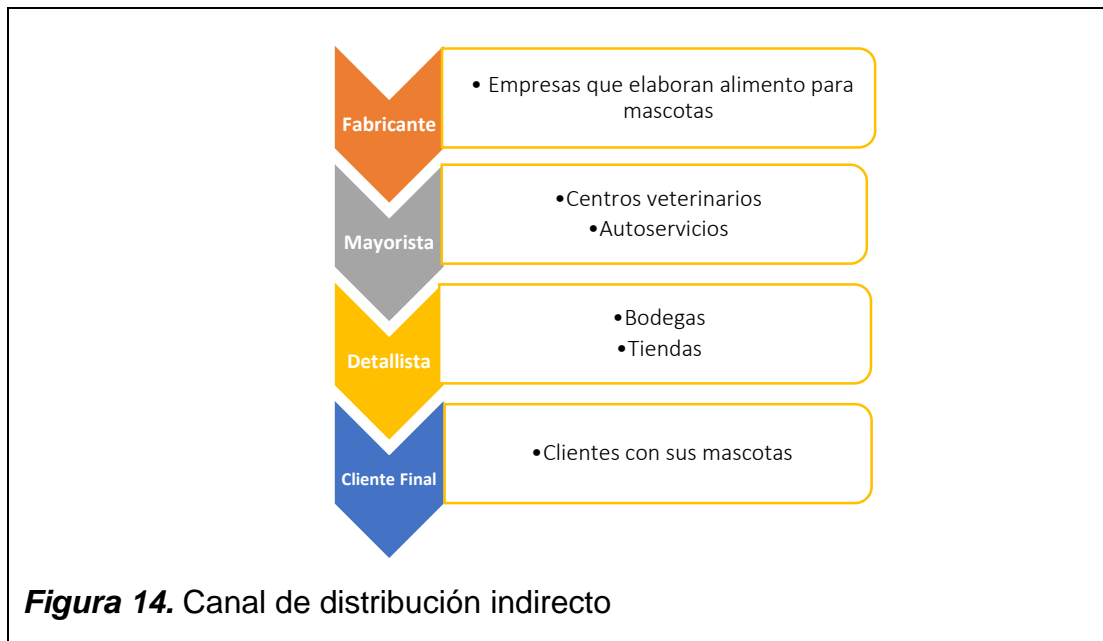 Fabricante
• Empresas que elaboran alimento para
mascotas
Mayorista
•Centros veterinarios
•Autoservicios
Detallista
•Bodegas
•Tiendas
Cliente Final
•Clientes con sus mascotas
Figura 14. Canal de distribución indirecto